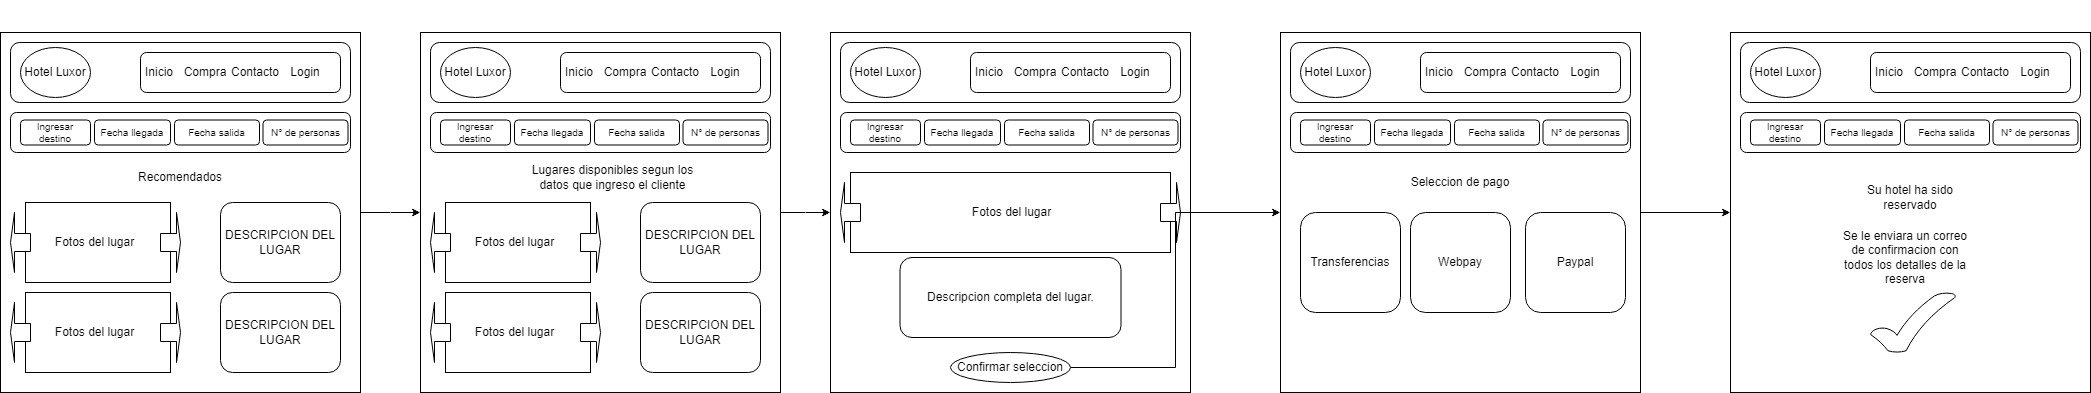 Hotel Luxor
Inicio Compra Contacto Login
Ingresar
destino
Fecha llegada
Fecha salida
N° de personas
Recomendados
Fotos del lugar
DESCRIPCION DEL
LUGAR
Fotos del lugar
DESCRIPCION DEL
LUGAR
Hotel Luxor
Inicio Compra Contacto Login
Ingresar
destino
Fecha llegada
Fecha salida
N° de personas
Lugares disponibles segun los
datos que ingreso el cliente
Fotos del lugar
DESCRIPCION DEL
LUGAR
Fotos del lugar
DESCRIPCION DEL
LUGAR
Hotel Luxor
Inicio Compra Contacto Login
Ingresar
destino
Fecha llegada
Fecha salida
N° de personas
Fotos del lugar
Descripcion completa del lugar.
Confirmar seleccion
Hotel Luxor
Inicio Compra Contacto Login
Ingresar
destino
Fecha llegada
Fecha salida
N° de personas
Seleccion de pago
Transferencias
Webpay
Paypal
Hotel Luxor
Inicio Compra Contacto Login
Ingresar
destino
Fecha llegada
Fecha salida
N° de personas
Su hotel ha sido
reservado
Se le enviara un correo
de confirmacion con
todos los detalles de la
reserva